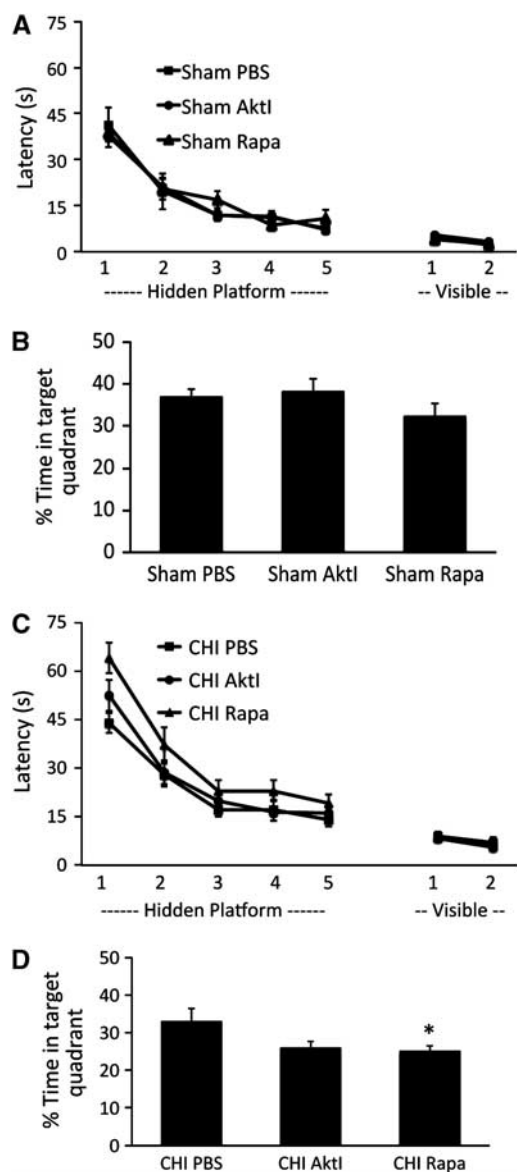 A
Latency (s)
75
60
45
30
15
0
Sham PBS
Sham AktI
Sham Rapa
1 2 3 4 5 1 2
------ Hidden Platform ------ -- Visible --
B
% Time in target
quadrant
50
40
30
20
10
0
Sham PBS Sham AktI Sham Rapa
C
Latency (s)
75
60
45
30
15
0
CHI PBS
CHI AktI
CHI Rapa
1 2 3 4 5 1 2
------ Hidden Platform ------ -- Visible --
D
% Time in target
quadrant
50
40
30
20
10
0
*
CHI PBS CHI AktI CHI Rapa